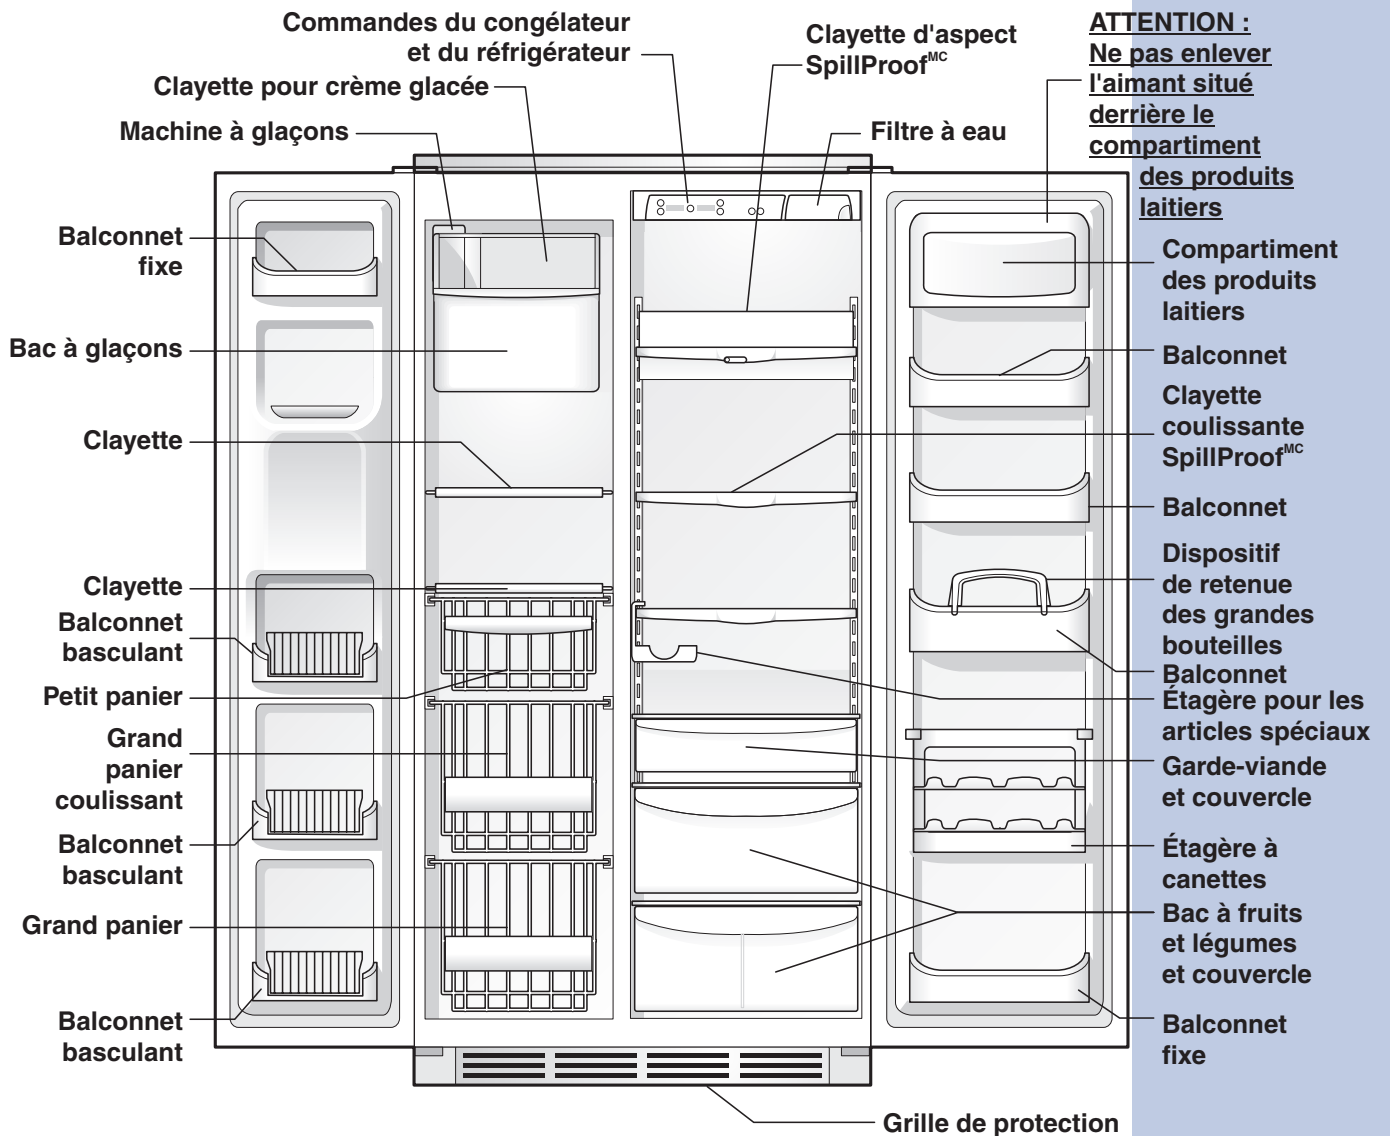 Commandes du congélateur
et du réfrigérateur
Clayette pour crème glacée
Machine à glaçons
Clayette d'aspect
SpillProofMC
Filtre à eau
ATTENTION :
Ne pas enlever
l'aimant situé
derrière le
compartiment
des produits
laitiers
Balconnet
fixe
Bac à glaçons
Clayette
Clayette
Balconnet
basculant
Petit panier
Grand
panier
coulissant
Balconnet
basculant
Grand panier
Balconnet
basculant
Compartiment
des produits
laitiers
Balconnet
Clayette
coulissante
SpillProofMC
Balconnet
Dispositif
de retenue
des grandes
bouteilles
Balconnet
Étagère pour les
articles spéciaux
Garde-viande
et couvercle
Étagère à
canettes
Bac à fruits
et légumes
et couvercle
Balconnet
fixe
Grille de protection